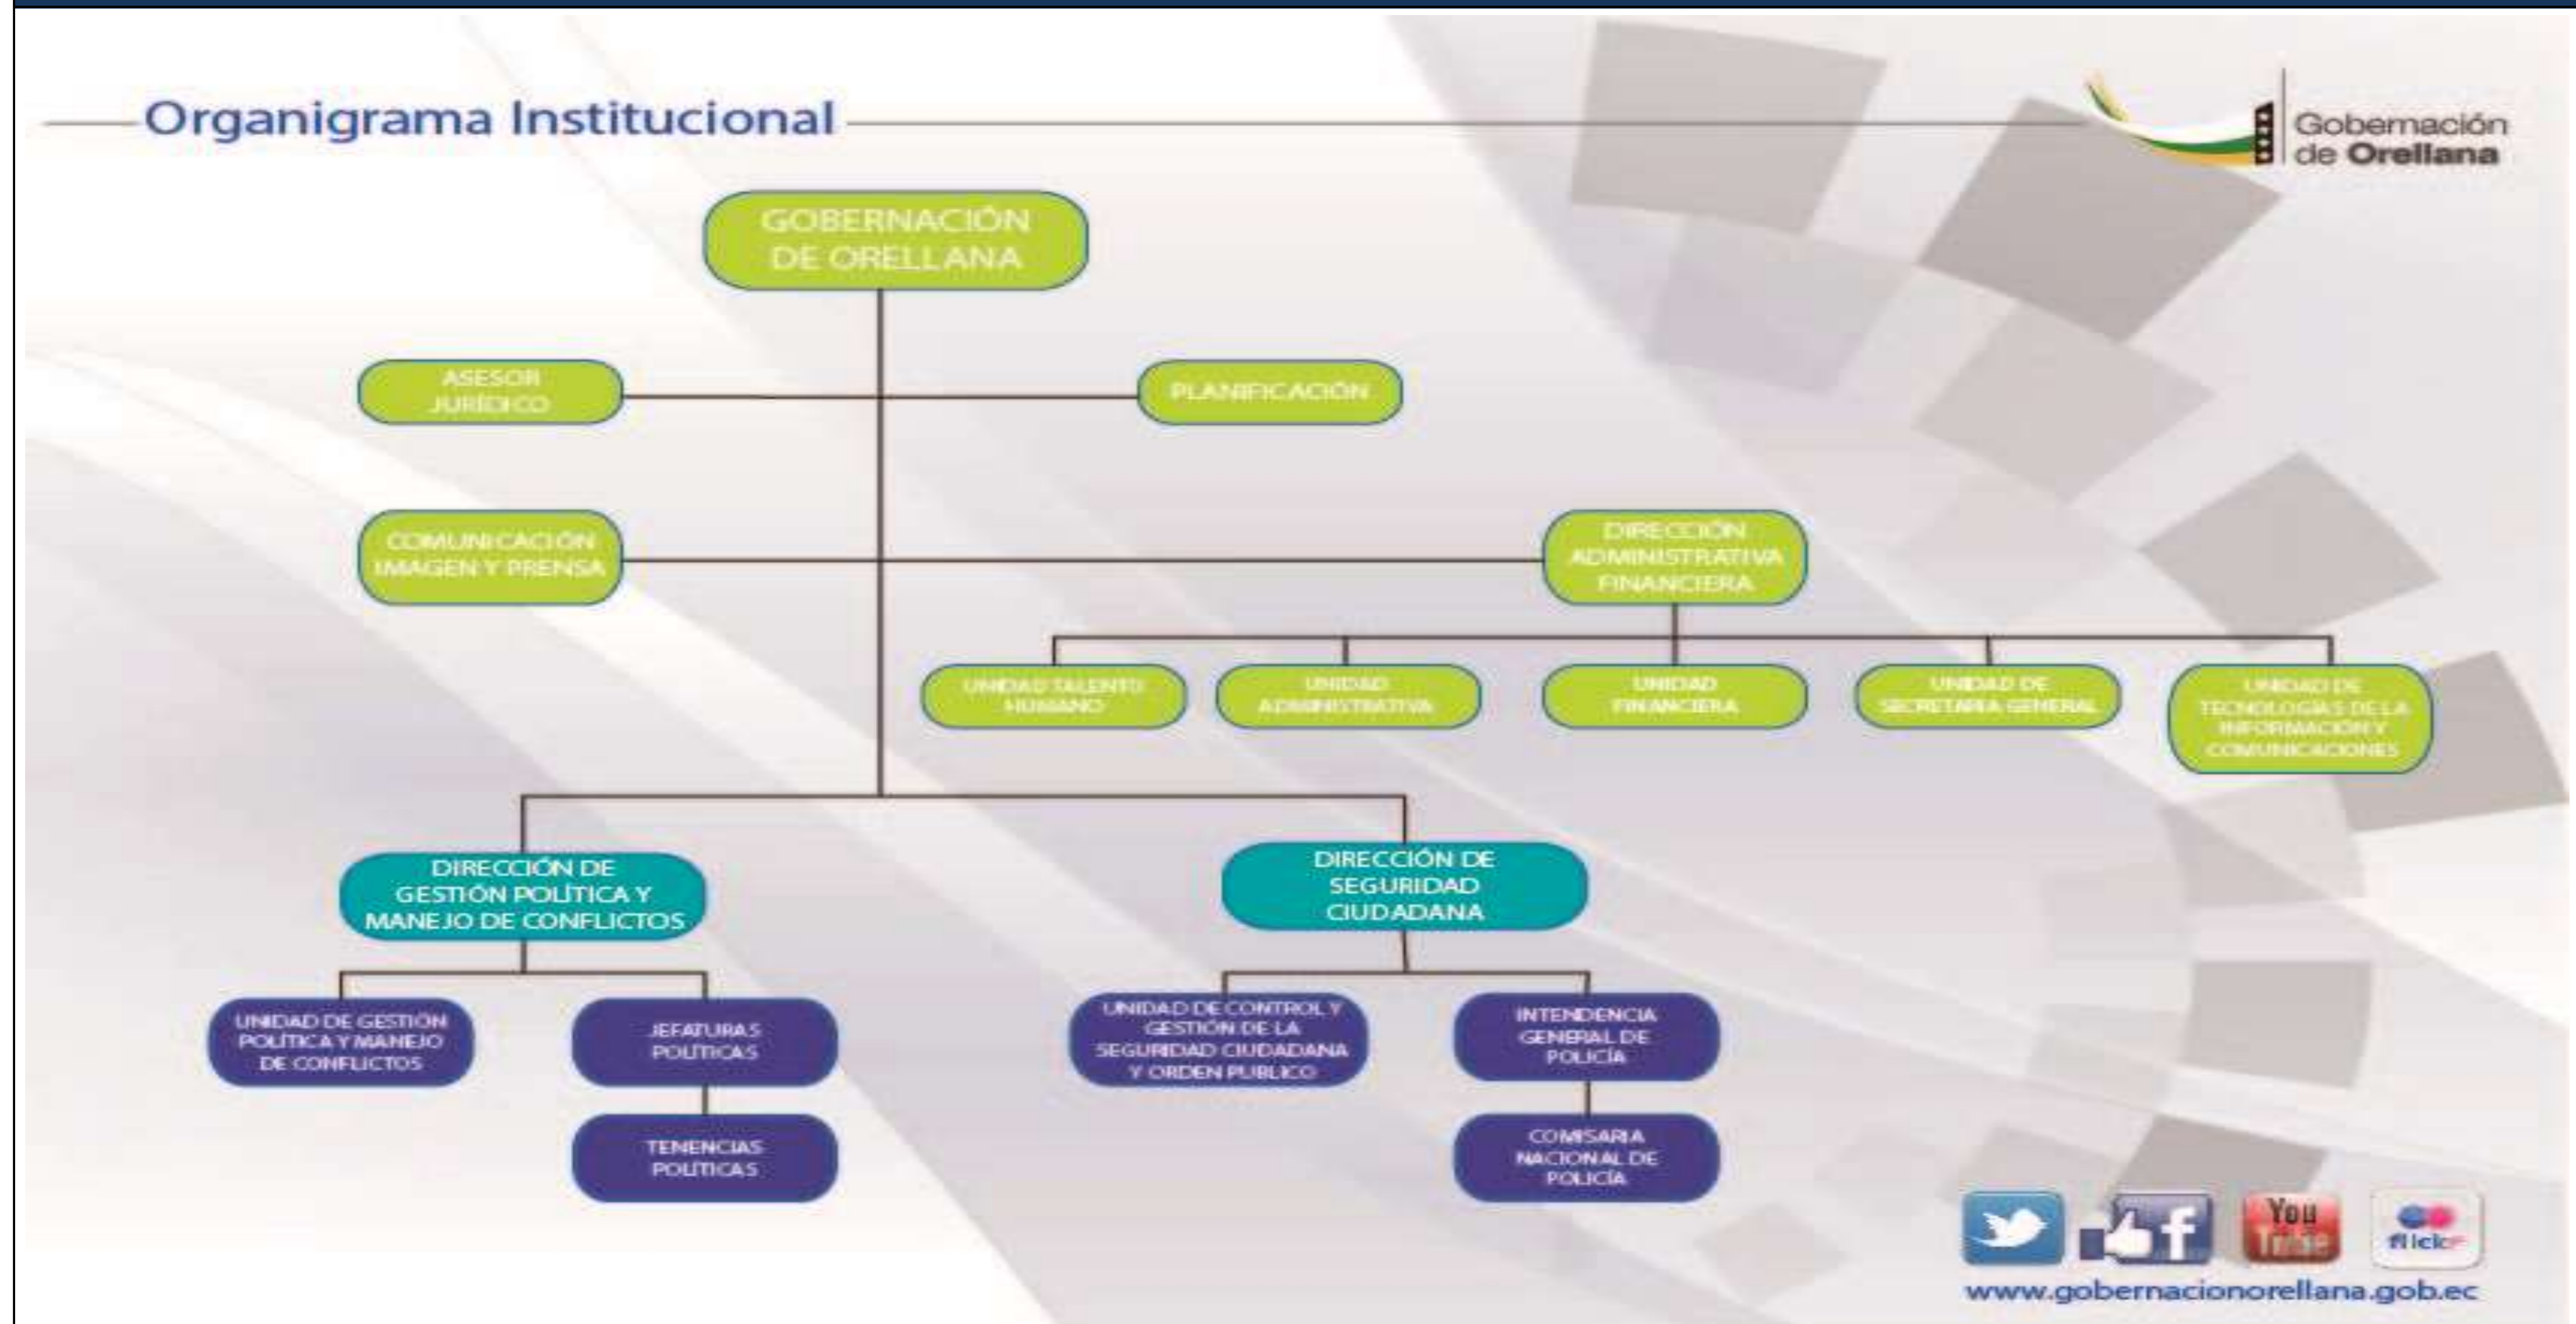 Organigrama Institucional
Gobernación
de Orellana
GOBERNACIÓN
DE ORELLANA
ASESOR
JURÍDICO
PLANIFICACIÓN
COMUNICACIÓN
IMAGEN Y PRENSA
DIRECCIÓN
ADMINISTRATIVA
FINANCIERA
UNIDAD TALENTO
HUMANO
UNIDAD
ADMINISTRATIVA
UNIDAD
FINANCIERA
UNIDAD DE
SECRETARIA GENERAL
UNIDAD DE
TECNOLOGÍAS DE LA
INFORMACIÓN Y
COMUNICACIONES
DIRECCIÓN DE
GESTIÓN POLÍTICA Y
MANEJO DE CONFLICTOS
DIRECCIÓN DE
SEGURIDAD
CIUDADANA
UNIDAD DE GESTIÓN
POLÍTICA Y MANEJO
DE CONFLICTOS
JEFATURAS
POLÍTICAS
UNIDAD DE CONTROL Y
GESTIÓN DE LA
SEGURIDAD CIUDADANA
Y ORDEN PUBLICO
INTENDENCIA
GENERAL DE
POLICÍA
TENENCIAS
POLÍTICAS
COMISARIA
NACIONAL DE
POLICÍA
f
You
Tube
flickr
www.gobernacionorellana.gob.ec